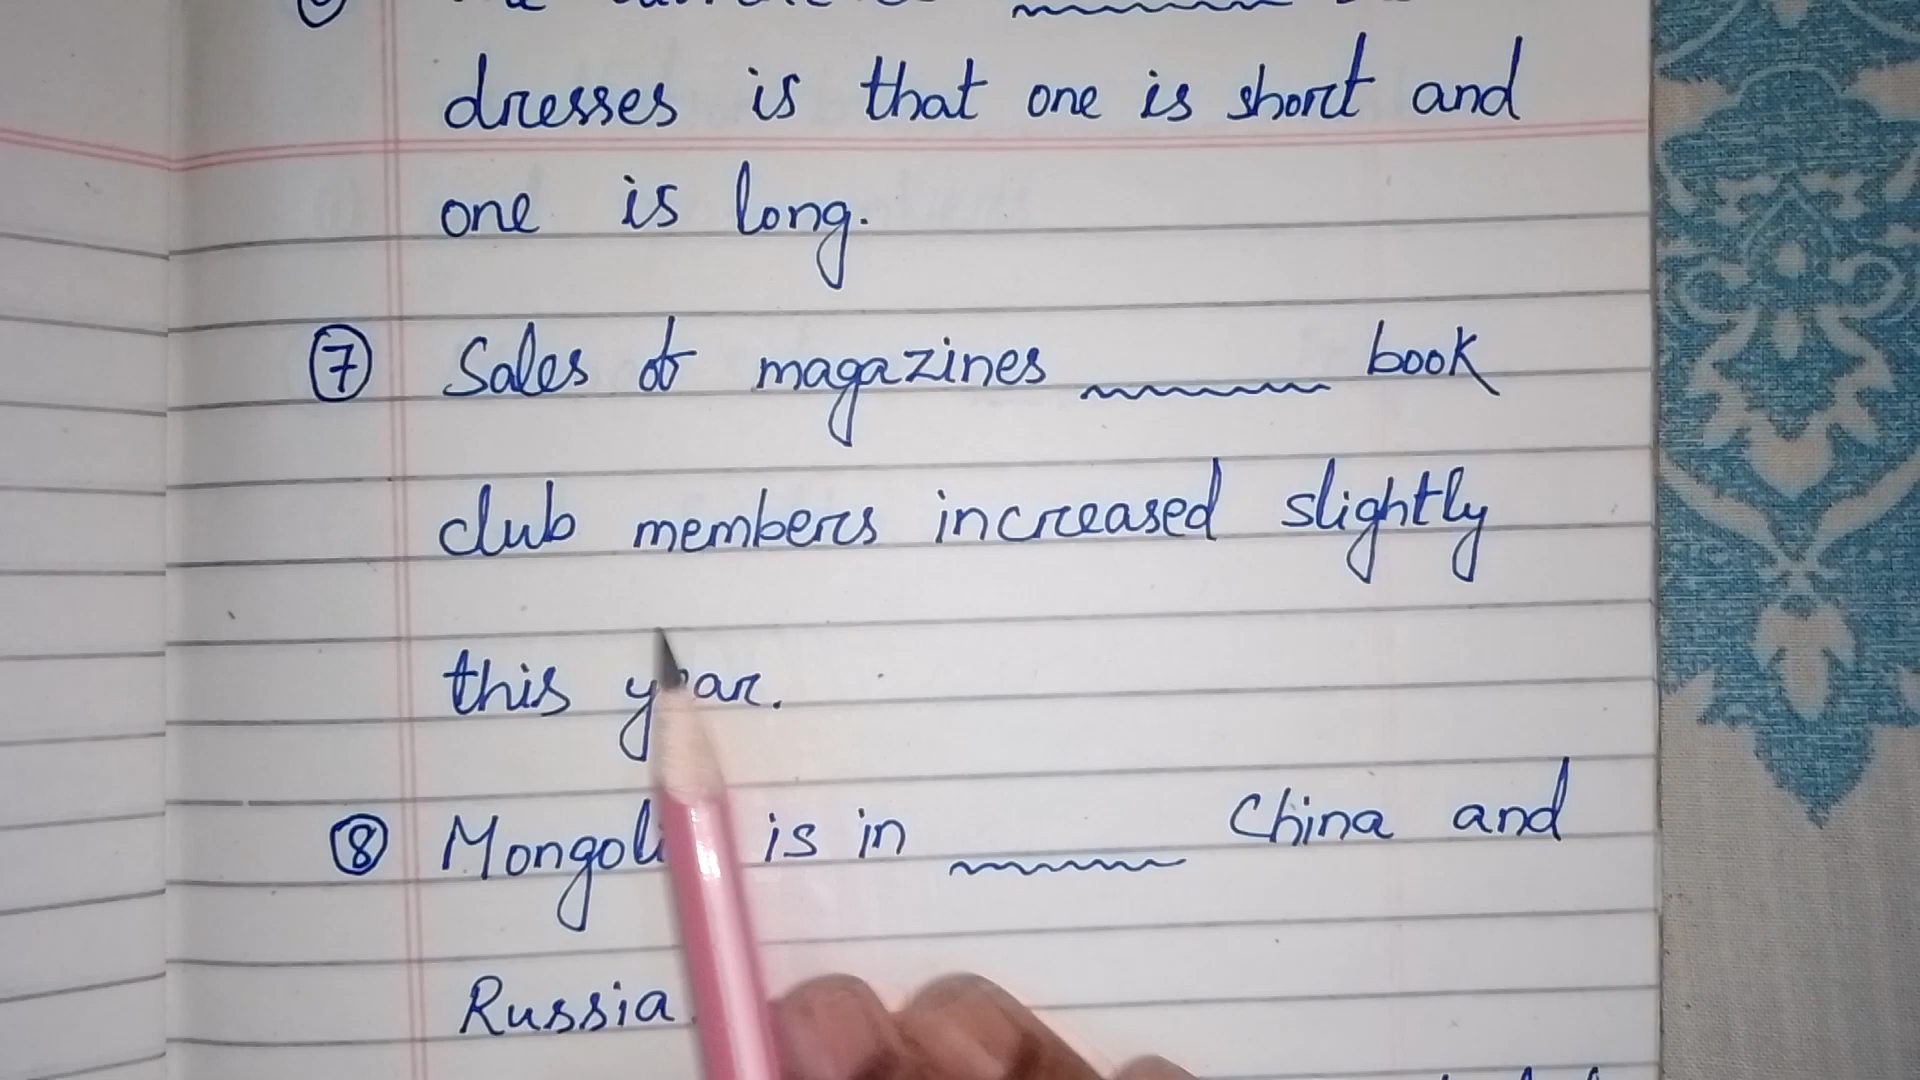 dresses is that one is short and
one is long.
7 Sales of magazines ~~~~~~ book
club members increased slightly
this year.
8 Mongolia is in ~~~~~~ China and
Russia